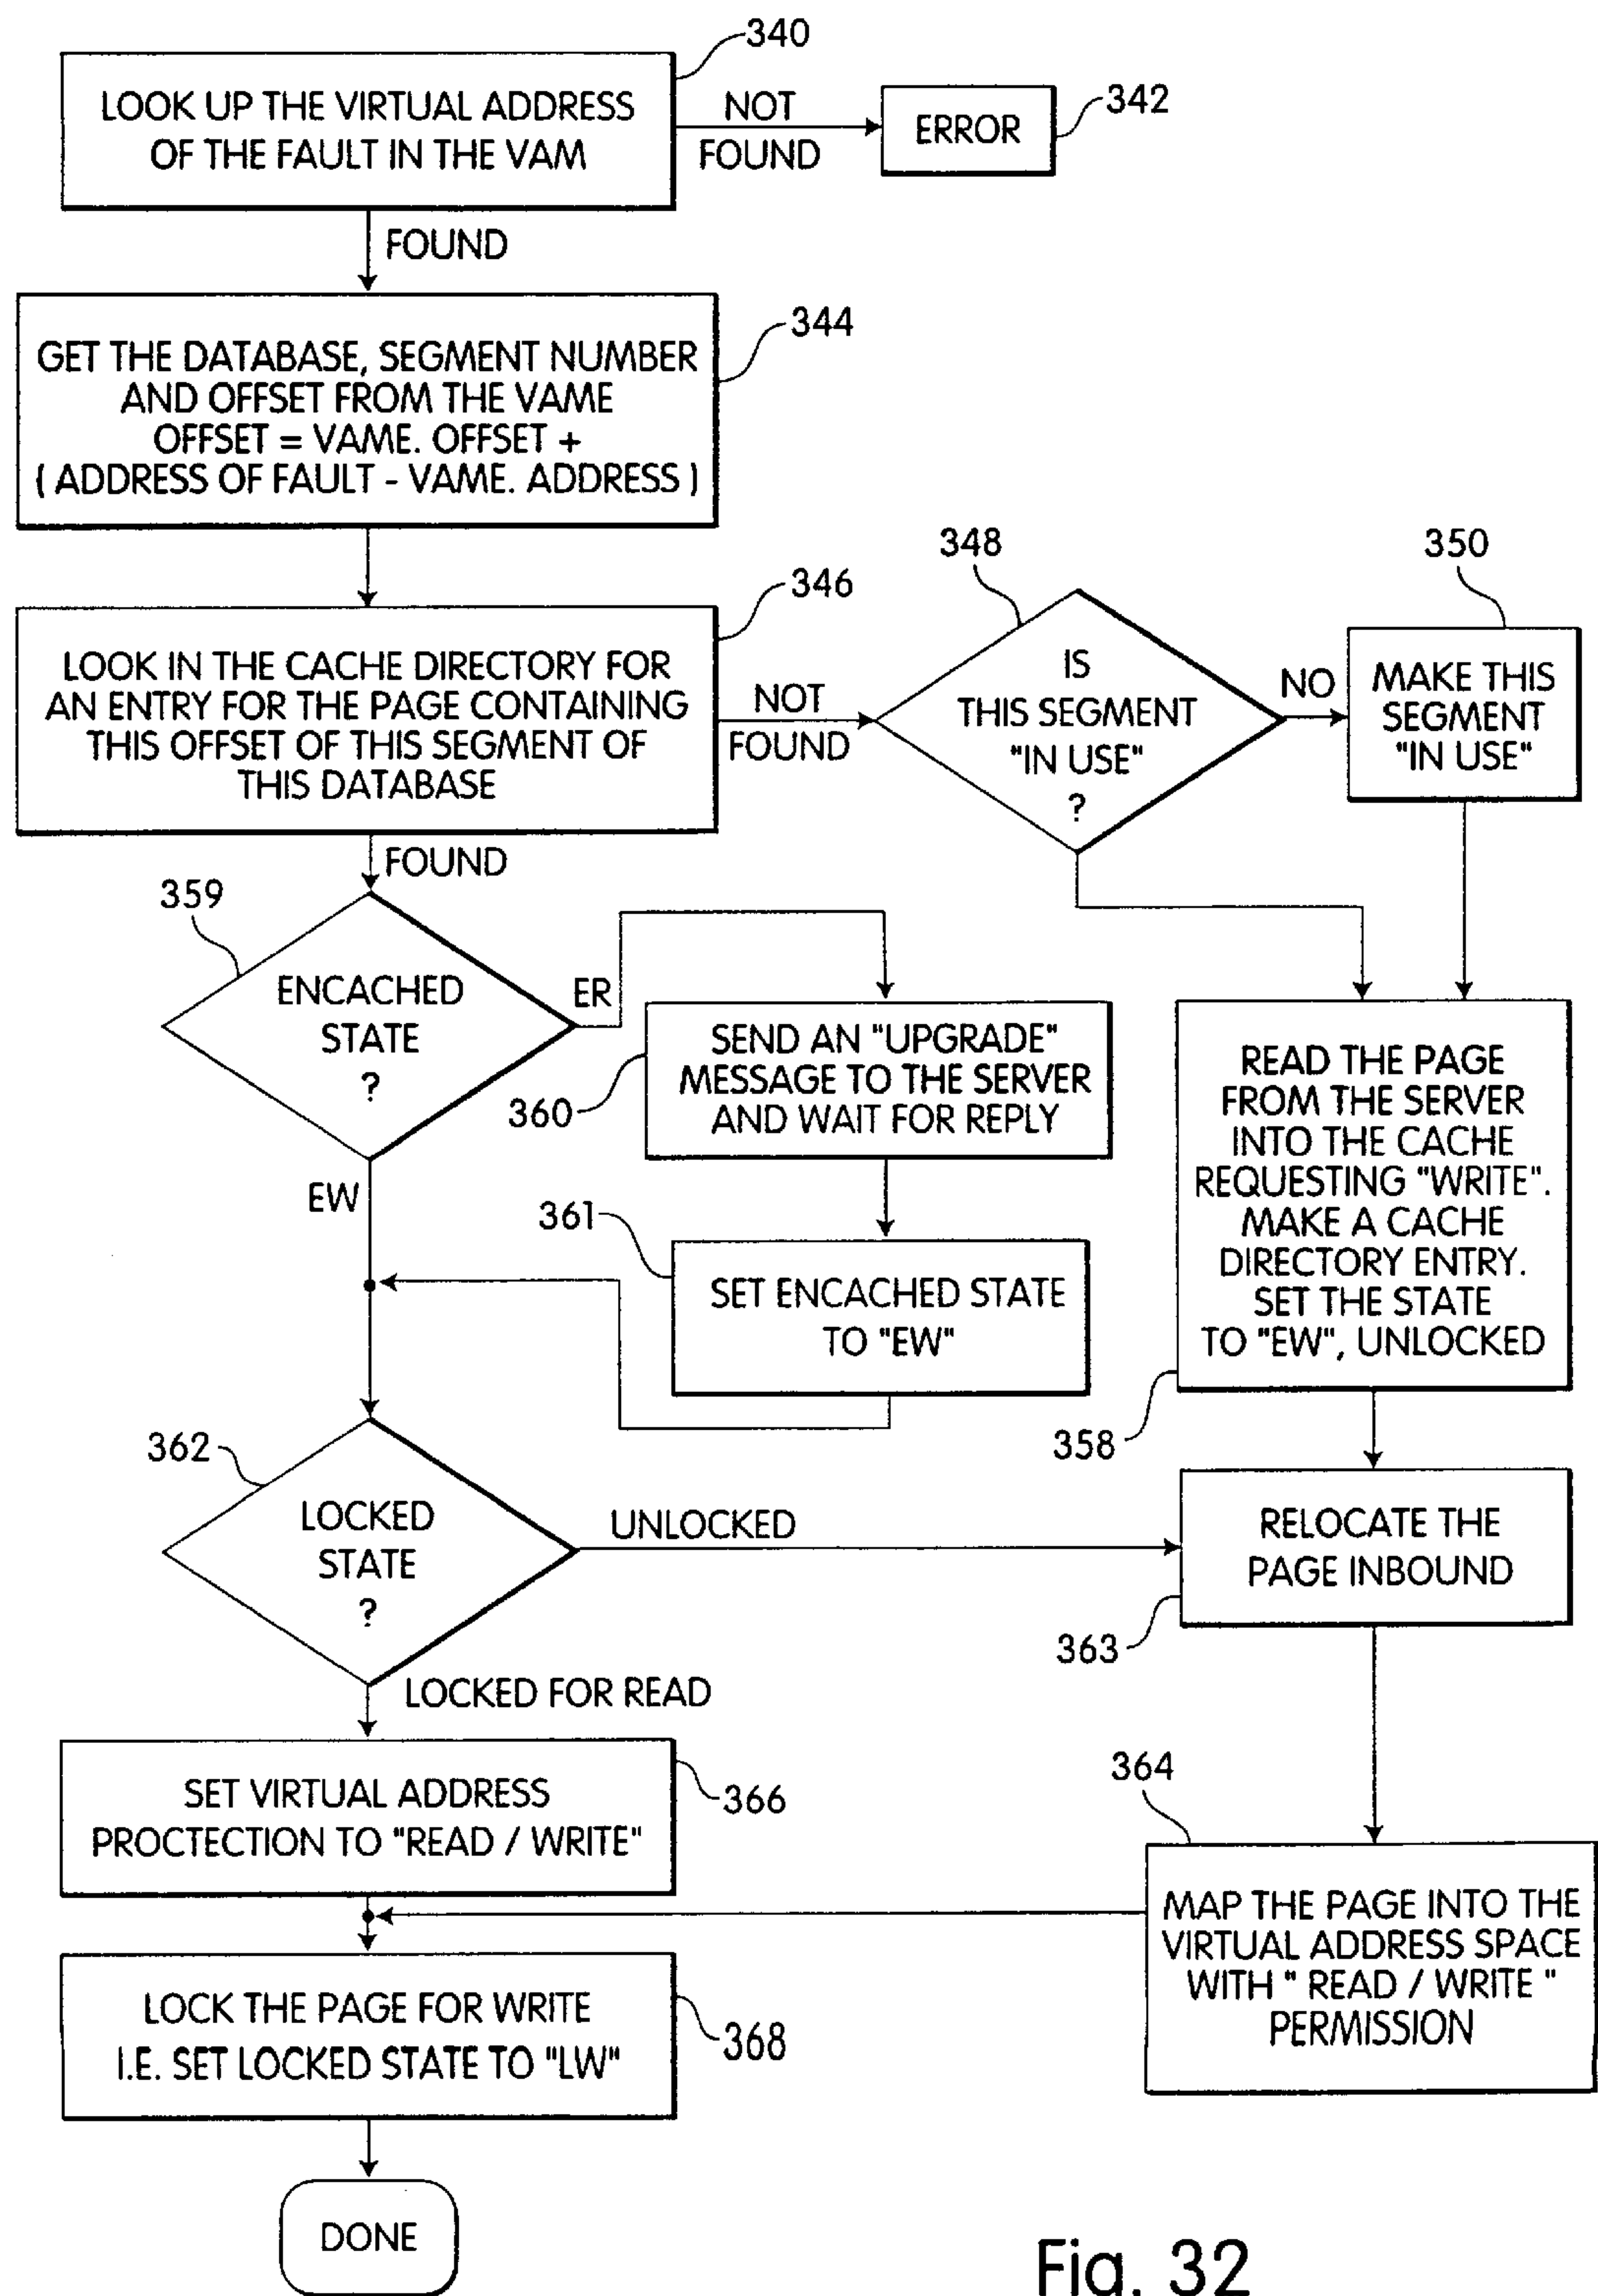 340
LOOK UP THE VIRTUAL ADDRESS
OF THE FAULT IN THE VAM
NOT
FOUND
ERROR
342
FOUND
344
GET THE DATABASE, SEGMENT NUMBER
AND OFFSET FROM THE VAME
OFFSET = VAME. OFFSET +
( ADDRESS OF FAULT - VAME. ADDRESS )
346
LOOK IN THE CACHE DIRECTORY FOR
AN ENTRY FOR THE PAGE CONTAINING
THIS OFFSET OF THIS SEGMENT OF
THIS DATABASE
NOT
FOUND
348
IS
THIS SEGMENT
"IN USE"
?
NO
350
MAKE THIS
SEGMENT
"IN USE"
FOUND
359
ENCACHED
STATE
?
ER
EW
360
SEND AN "UPGRADE"
MESSAGE TO THE SERVER
AND WAIT FOR REPLY
361
SET ENCACHED STATE
TO "EW"
READ THE PAGE
FROM THE SERVER
INTO THE CACHE
REQUESTING "WRITE".
MAKE A CACHE
DIRECTORY ENTRY.
SET THE STATE
TO "EW", UNLOCKED
358
362
LOCKED
STATE
?
UNLOCKED
RELOCATE THE
PAGE INBOUND
363
LOCKED FOR READ
SET VIRTUAL ADDRESS
PROCTECTION TO "READ / WRITE"
366
364
MAP THE PAGE INTO THE
VIRTUAL ADDRESS SPACE
WITH " READ / WRITE "
PERMISSION
LOCK THE PAGE FOR WRITE
I.E. SET LOCKED STATE TO "LW"
368
DONE
Fig. 32